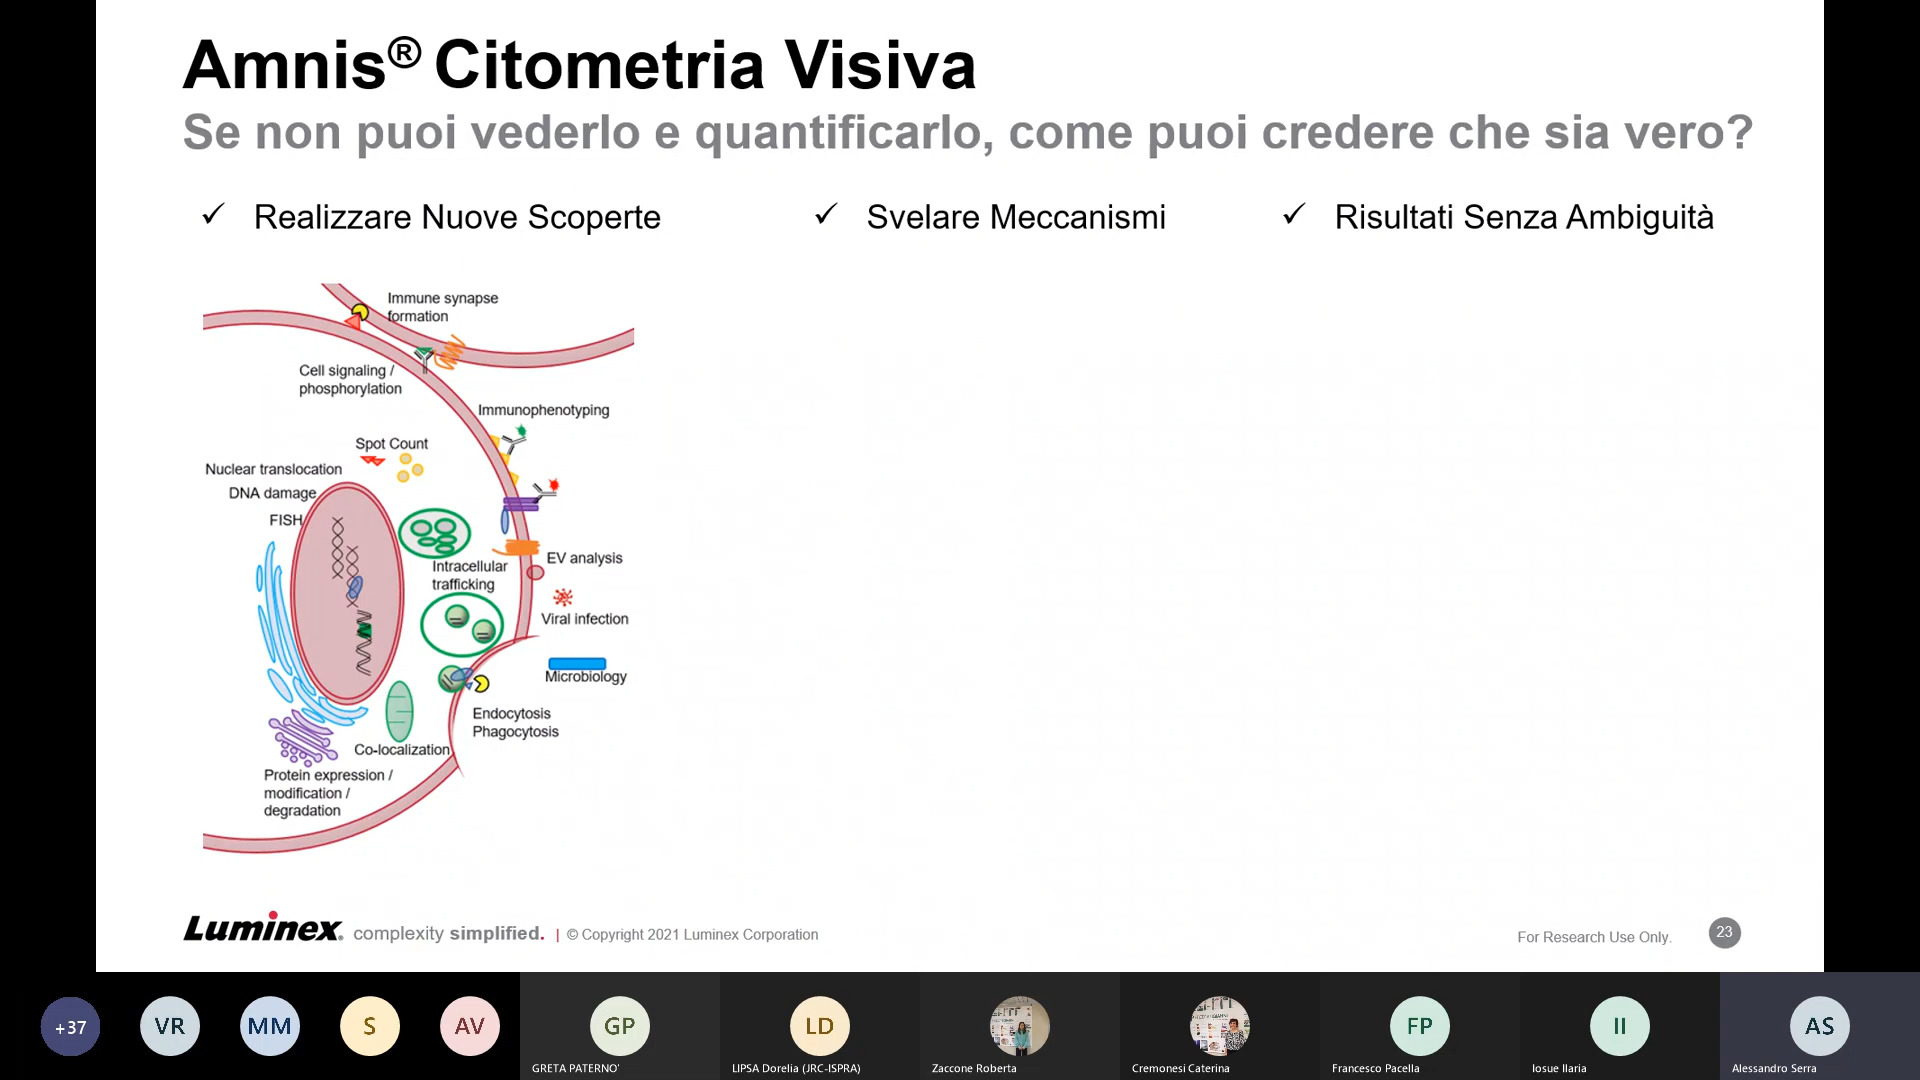 Amnis® Citometria Visiva
Se non puoi vederlo e quantificarlo, come puoi credere che sia vero?
✓ Realizzare Nuove Scoperte
✓ Svelare Meccanismi
✓ Risultati Senza Ambiguità
Immune synapse
formation
Cell signaling /
phosphorylation
Immunophenotyping
Spot Count
Nuclear translocation
DNA damage
FISH
Intracellular
trafficking
EV analysis
Viral infection
Microbiology
Endocytosis
Phagocytosis
Co-localization
Protein expression /
modification /
degradation
Luminex® complexity simplified. | © Copyright 2021 Luminex Corporation
For Research Use Only.
23
+37
VR
MM
S
AV
GP
GRETA PATERNO'
LD
LIPSA Dorelia (JRC-ISPRA)
Zaccone Roberta
Cremonesi Caterina
FP
Francesco Pacella
II
Iosue Ilaria
AS
Alessandro Serra